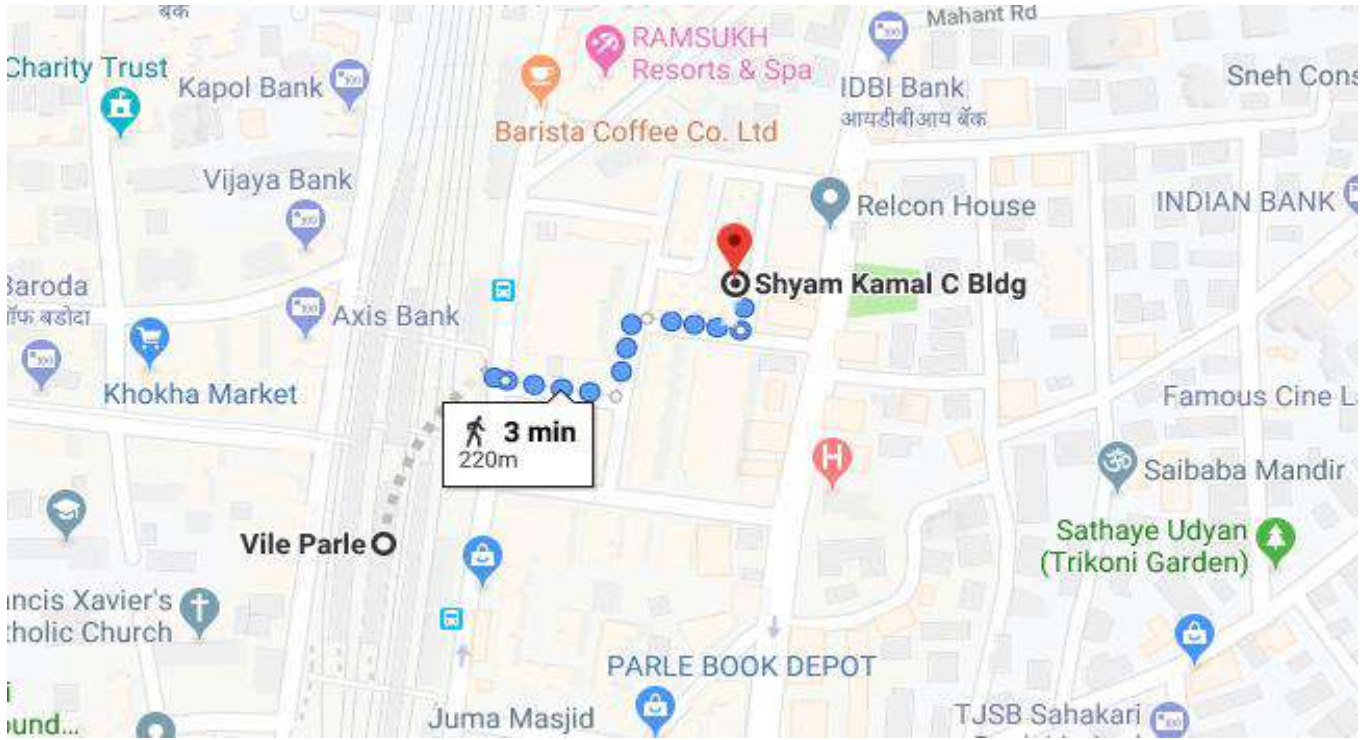 बैंक
Mahant Rd
RAMSUKH
Resorts & Spa
Charity Trust
Kapol Bank
Sneh Cons
IDBI Bank
आयडीबीआय बॅंक
Barista Coffee Co. Ltd
Vijaya Bank
INDIAN BANK
Relcon House
Shyam Kamal C Bldg
Baroda
ऑफ बडोदा
Axis Bank
Khokha Market
Famous Cine L
3 min
220m
H
Saibaba Mandir
Sathaye Udyan
(Trikoni Garden)
Vile Parle
ncis Xavier's
tholic Church
PARLE BOOK DEPOT
Juma Masjid
TJSB Sahakari
ound...